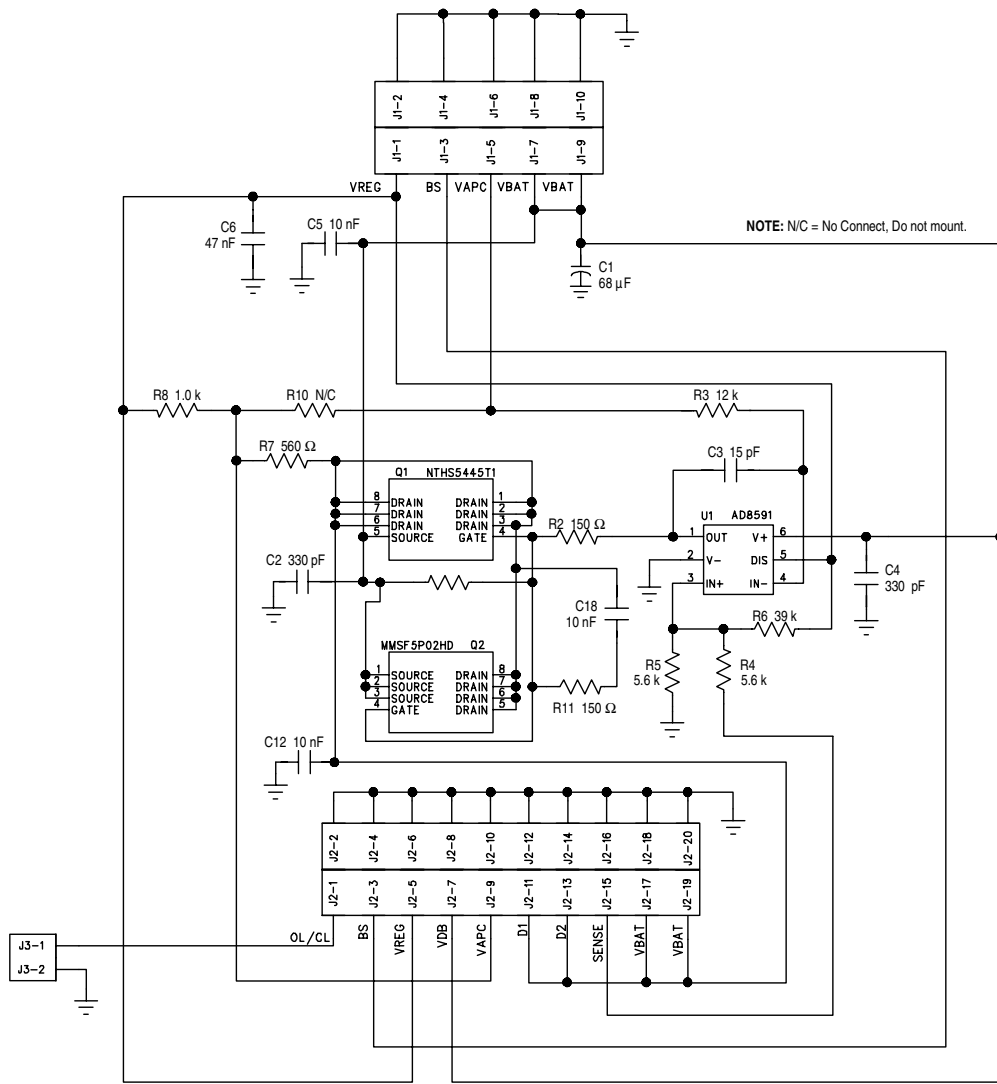 J1-2 J1-4 J1-6 J1-8 J1-10
J1-1 J1-3 J1-5 J1-7 J1-9
VREG BS VAPC VBAT VBAT
C6
47 nF
C5 10 nF
NOTE: N/C = No Connect, Do not mount.
C1
68 µF
R8 1.0 k
R10 N/C
R3 12 k
R7 560 Ω
C3 15 pF
Q1 NTHS5445T1
8 DRAIN DRAIN 1
7 DRAIN DRAIN 2
6 DRAIN DRAIN 3
5 SOURCE GATE 4
R2 150 Ω
U1 AD8591
1 OUT V+ 6
2 V- DIS 5
3 IN+ IN- 4
C2 330 pF
C4
330 pF
C18
10 nF
R6 39 k
MMSF5P02HD Q2
1 SOURCE DRAIN 8
2 SOURCE DRAIN 7
3 SOURCE DRAIN 6
4 GATE DRAIN 5
R5
5.6 k
R4
5.6 k
R11 150 Ω
C12 10 nF
J2-2 J2-4 J2-6 J2-8 J2-10 J2-12 J2-14 J2-16 J2-18 J2-20
J2-1 J2-3 J2-5 J2-7 J2-9 J2-11 J2-13 J2-15 J2-17 J2-19
OL/CL BS VREG VDB VAPC D1 D2 SENSE VBAT VBAT
J3-1
J3-2